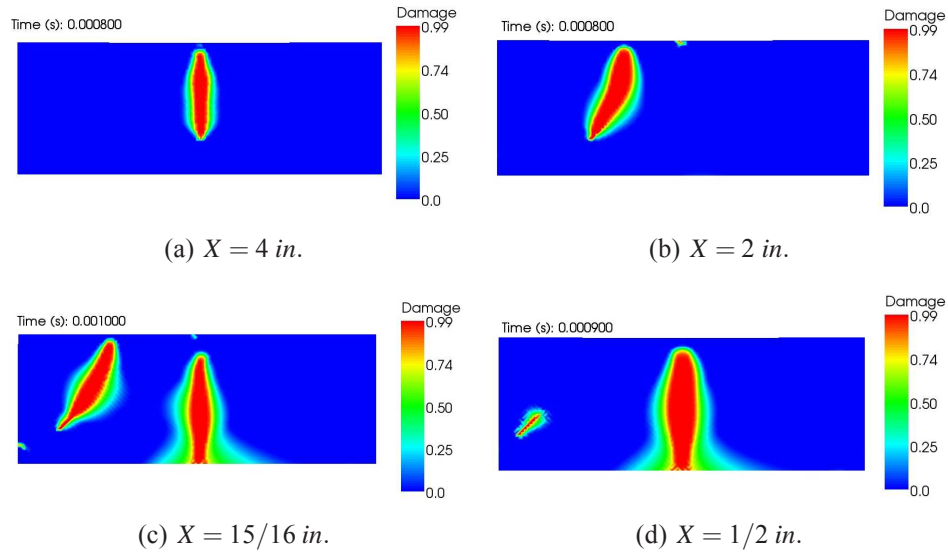 Time (s): 0.000800
Damage
0.99
0.74
0.50
0.25
0.0
(a) X = 4 in.
Time (s): 0.000800
Damage
0.99
0.74
0.50
0.25
0.0
(b) X = 2 in.
Time (s): 0.001000
Damage
0.99
0.74
0.50
0.25
0.0
(c) X = 15/16 in.
Time (s): 0.000900
Damage
0.99
0.74
0.50
0.25
0.0
(d) X = 1/2 in.